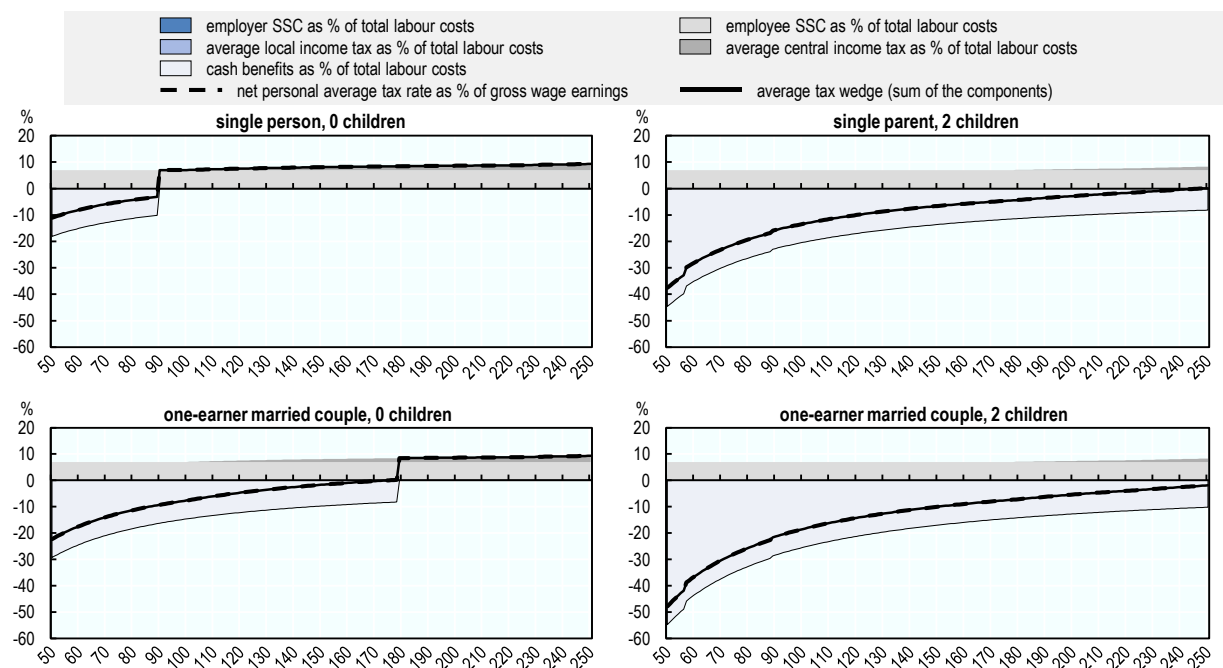 employer SSC as % of total labour costs
employee SSC as % of total labour costs
average local income tax as % of total labour costs
average central income tax as % of total labour costs
cash benefits as % of total labour costs
net personal average tax rate as % of gross wage earnings
average tax wedge (sum of the components)
%
single person, 0 children
20
10
0
-10
-20
-30
-40
-50
-60
50 60 70 80 90 100 110 120 130 140 150 160 170 180 190 200 210 220 230 240 250
%
single parent, 2 children
20
10
0
-10
-20
-30
-40
-50
-60
50 60 70 80 90 100 110 120 130 140 150 160 170 180 190 200 210 220 230 240 250
%
one-earner married couple, 0 children
20
10
0
-10
-20
-30
-40
-50
-60
50 60 70 80 90 100 110 120 130 140 150 160 170 180 190 200 210 220 230 240 250
%
one-earner married couple, 2 children
20
10
0
-10
-20
-30
-40
-50
-60
50 60 70 80 90 100 110 120 130 140 150 160 170 180 190 200 210 220 230 240 250